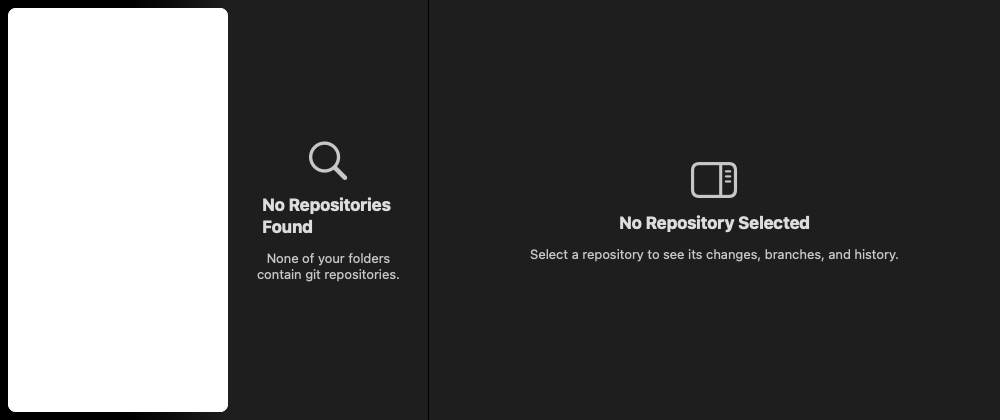 No Repositories
Found
None of your folders
contain git repositories.
No Repository Selected
Select a repository to see its changes, branches, and history.